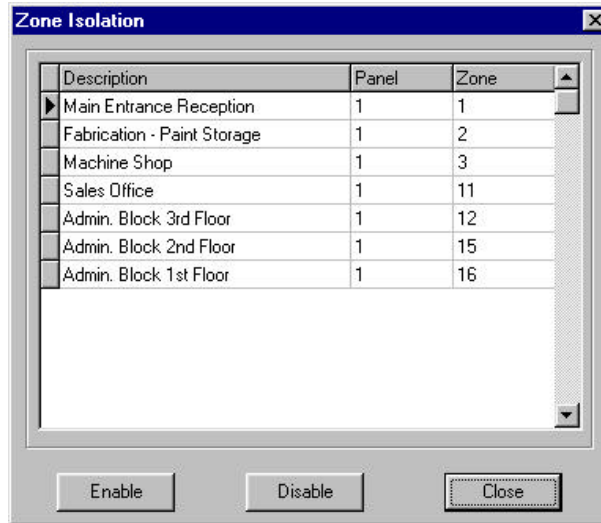 Zone Isolation
Description Panel Zone
Main Entrance Reception 1 1
Fabrication - Paint Storage 1 2
Machine Shop 1 3
Sales Office 1 11
Admin. Block 3rd Floor 1 12
Admin. Block 2nd Floor 1 15
Admin. Block 1st Floor 1 16
Enable Disable Close